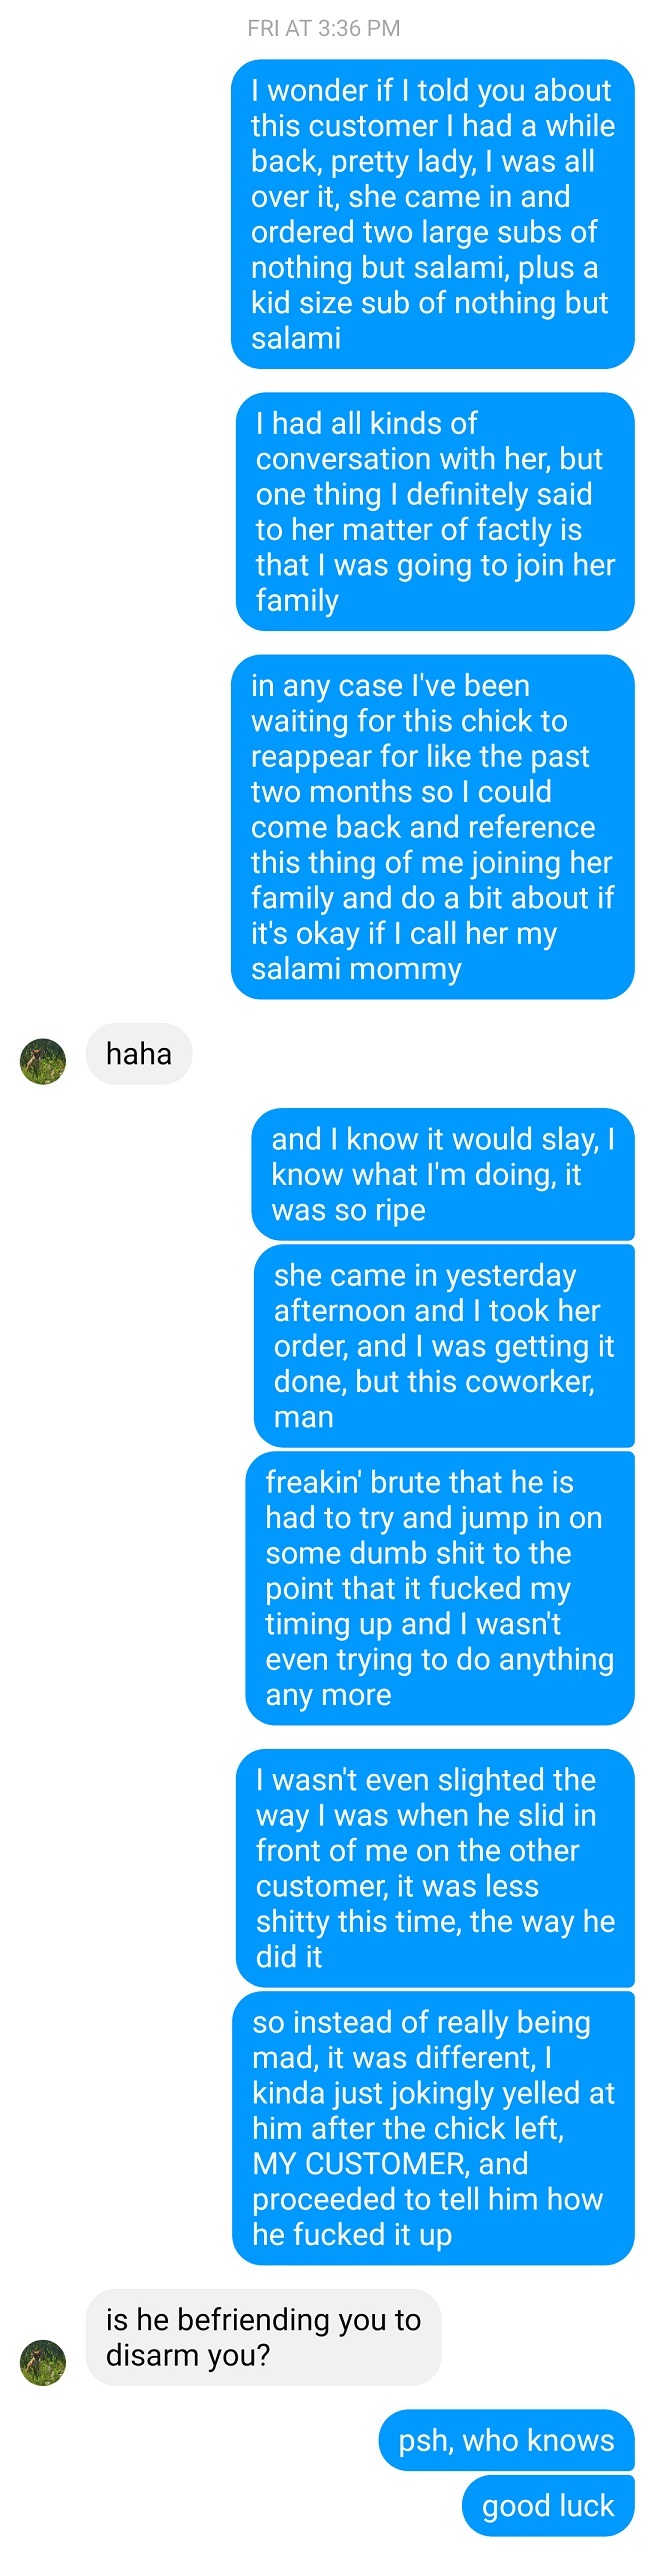 FRI AT 3:36 PM
I wonder if I told you about
this customer I had a while
back, pretty lady, I was all
over it, she came in and
ordered two large subs of
nothing but salami, plus a
kid size sub of nothing but
salami
I had all kinds of
conversation with her, but
one thing I definitely said
to her matter of factly is
that I was going to join her
family
in any case I've been
waiting for this chick to
reappear for like the past
two months so I could
come back and reference
this thing of me joining her
family and do a bit about if
it's okay if I call her my
salami mommy
haha
and I know it would slay, I
know what I'm doing, it
was so ripe
she came in yesterday
afternoon and I took her
order, and I was getting it
done, but this coworker,
man
freakin' brute that he is
had to try and jump in on
some dumb shit to the
point that it fucked my
timing up and I wasn't
even trying to do anything
any more
I wasn't even slighted the
way I was when he slid in
front of me on the other
customer, it was less
shitty this time, the way he
did it
so instead of really being
mad, it was different, I
kinda just jokingly yelled at
him after the chick left,
MY CUSTOMER, and
proceeded to tell him how
he fucked it up
is he befriending you to
disarm you?
psh, who knows
good luck